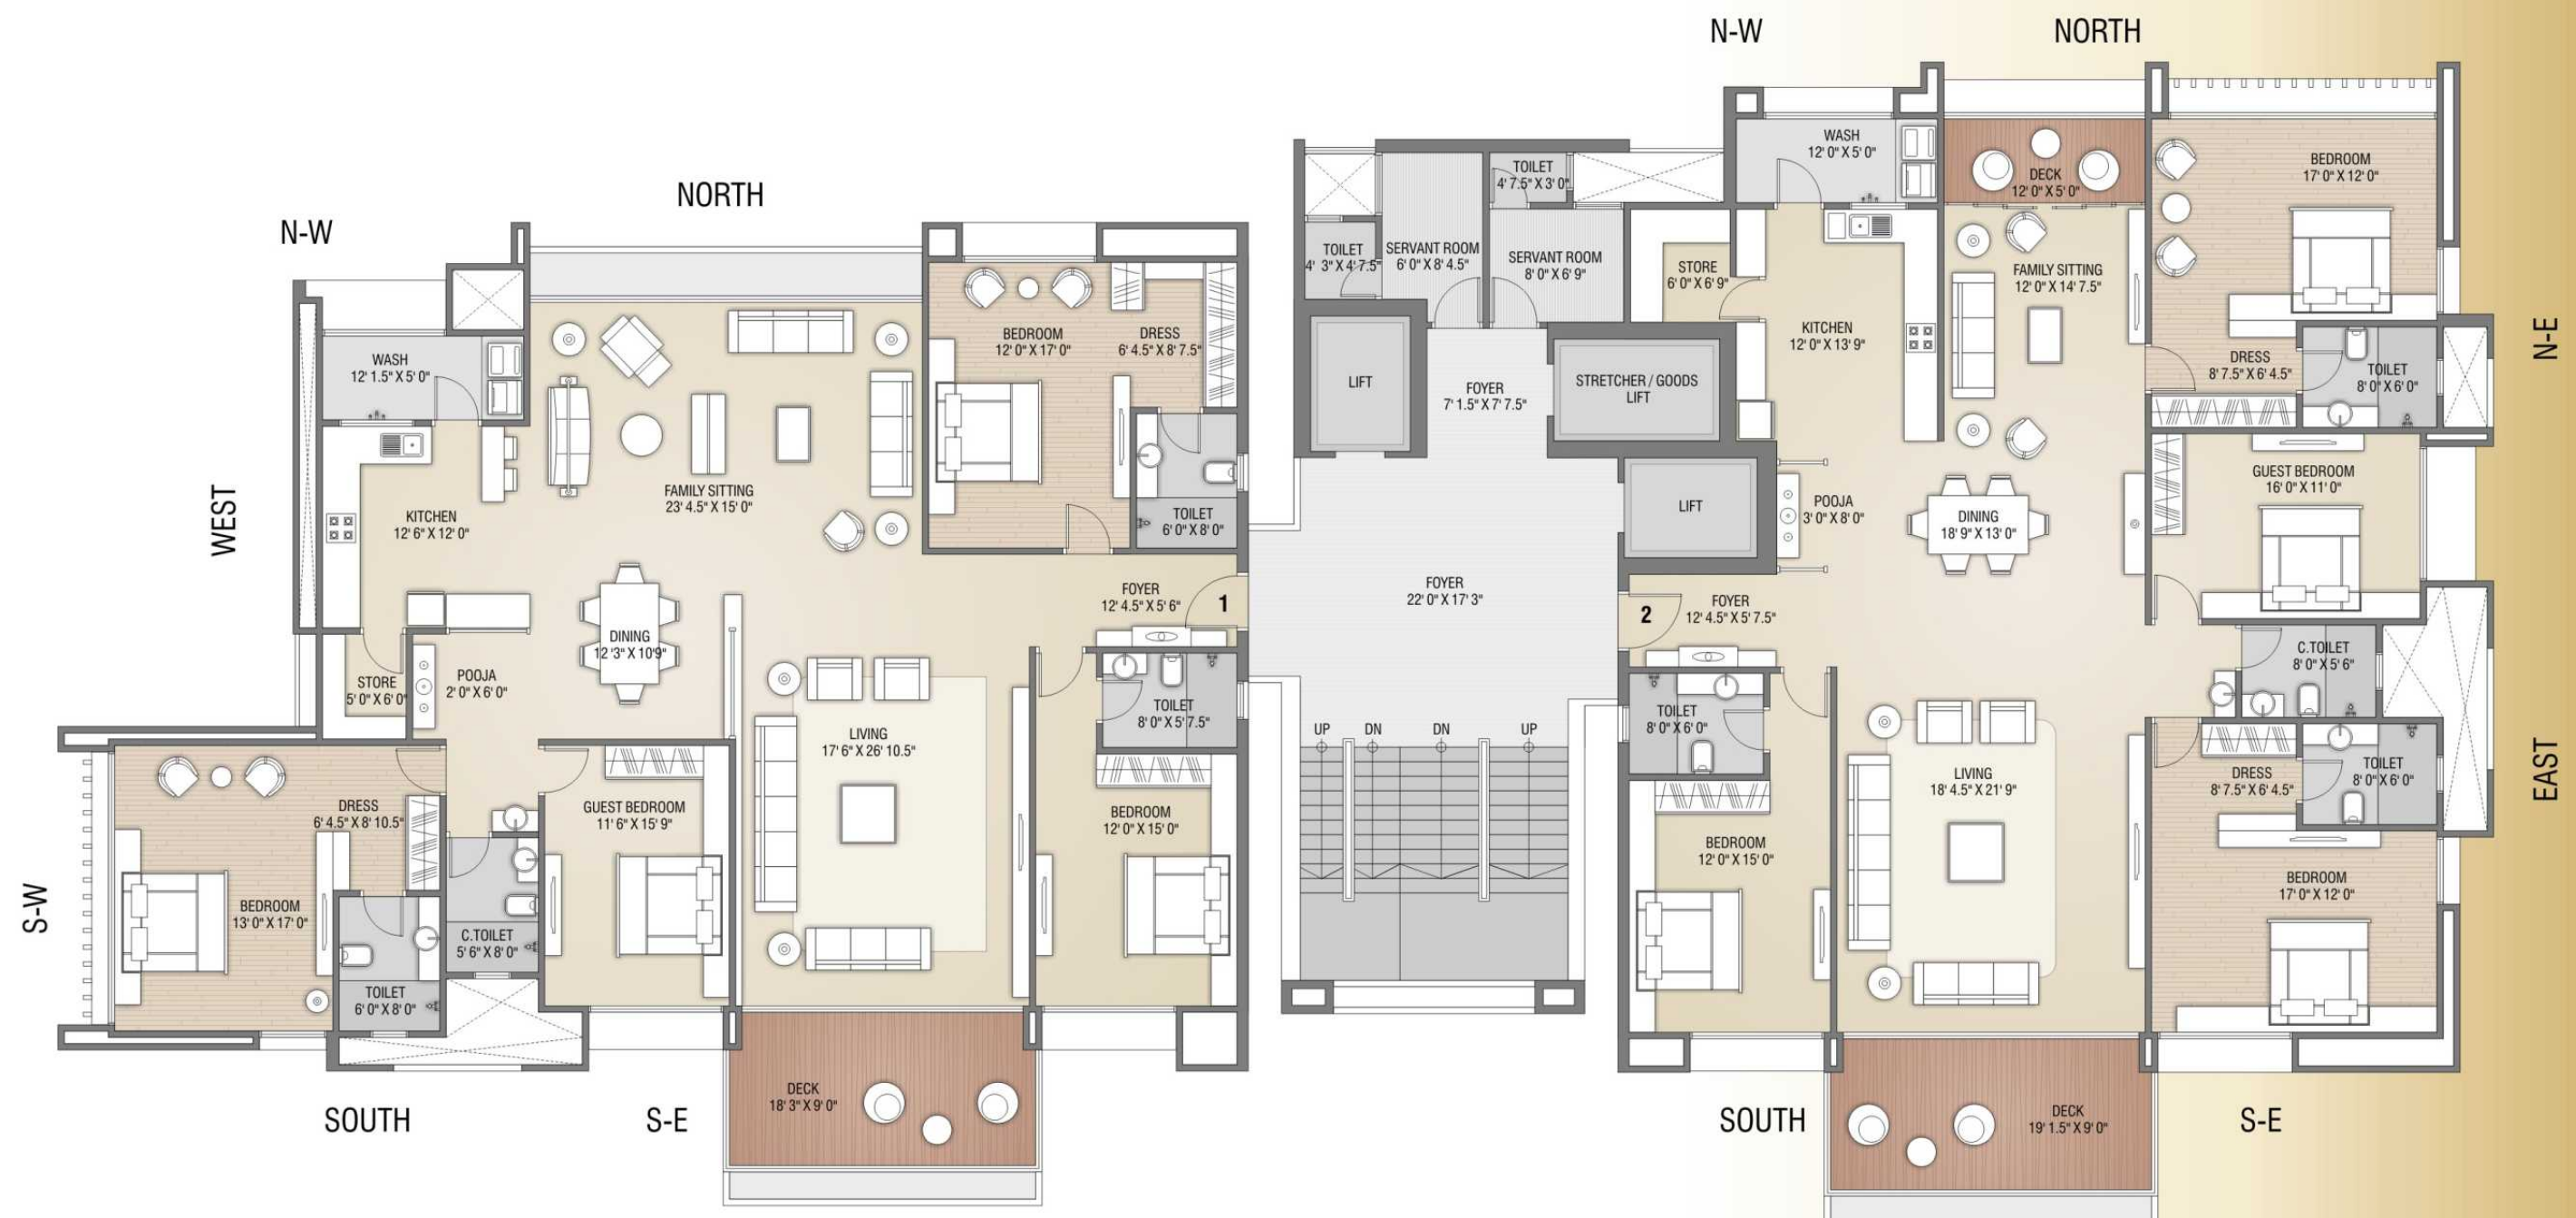 N-W
NORTH
NORTH
N-W
WASH
12' 0" X 5' 0"
DECK
12' 0" X 5' 0"
BEDROOM
17' 0" X 12' 0"
TOILET
4' 7.5" X 3' 0"
TOILET
4' 3" X 4' 7.5"
SERVANT ROOM
6' 0" X 8' 4.5"
SERVANT ROOM
8' 0" X 6' 9"
STORE
6' 0" X 6' 9"
FAMILY SITTING
12' 0" X 14' 7.5"
KITCHEN
12' 0" X 13' 9"
N-E
WASH
12' 1.5" X 5' 0"
BEDROOM
12' 0" X 17' 0"
DRESS
6' 4.5" X 8' 7.5"
LIFT
FOYER
7' 1.5" X 7' 7.5"
STRETCHER / GOODS
LIFT
DRESS
8' 7.5" X 6' 4.5"
TOILET
8' 0" X 6' 0"
WEST
KITCHEN
12' 6" X 12' 0"
FAMILY SITTING
23' 4.5" X 15' 0"
TOILET
6' 0" X 8' 0"
LIFT
POOJA
3' 0" X 8' 0"
DINING
18' 9" X 13' 0"
GUEST BEDROOM
16' 0" X 11' 0"
FOYER
12' 4.5" X 5' 6"
1
FOYER
22' 0" X 17' 3"
2
FOYER
12' 4.5" X 5' 7.5"
DINING
12 '3" X 10'9"
STORE
5' 0" X 6' 0"
POOJA
2' 0" X 6' 0"
C.TOILET
8' 0" X 5' 6"
TOILET
8' 0" X 5' 7.5"
LIVING
17' 6" X 26' 10.5"
UP
DN
DN
UP
TOILET
8' 0" X 6' 0"
LIVING
18' 4.5" X 21' 9"
DRESS
8' 7.5" X 6' 4.5"
TOILET
8' 0" X 6' 0"
EAST
DRESS
6' 4.5" X 8' 10.5"
GUEST BEDROOM
11' 6" X 15' 9"
BEDROOM
12' 0" X 15' 0"
BEDROOM
12' 0" X 15' 0"
BEDROOM
17' 0" X 12' 0"
S-W
BEDROOM
13' 0" X 17' 0"
C.TOILET
5' 6" X 8' 0"
TOILET
6' 0" X 8' 0"
DECK
18' 3" X 9' 0"
DECK
19' 1.5" X 9' 0"
SOUTH
S-E
SOUTH
S-E